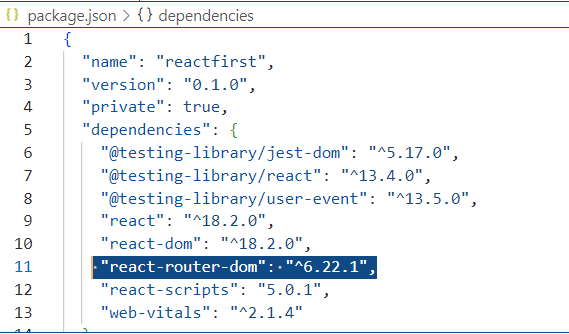 {} package.json > {} dependencies
1 {
2 "name": "reactfirst",
3 "version": "0.1.0",
4 "private": true,
5 "dependencies": {
6 "@testing-library/jest-dom": "^5.17.0",
7 "@testing-library/react": "^13.4.0",
8 "@testing-library/user-event": "^13.5.0",
9 "react": "^18.2.0",
10 "react-dom": "^18.2.0",
11 "react-router-dom": "^6.22.1",
12 "react-scripts": "5.0.1",
13 "web-vitals": "^2.1.4"